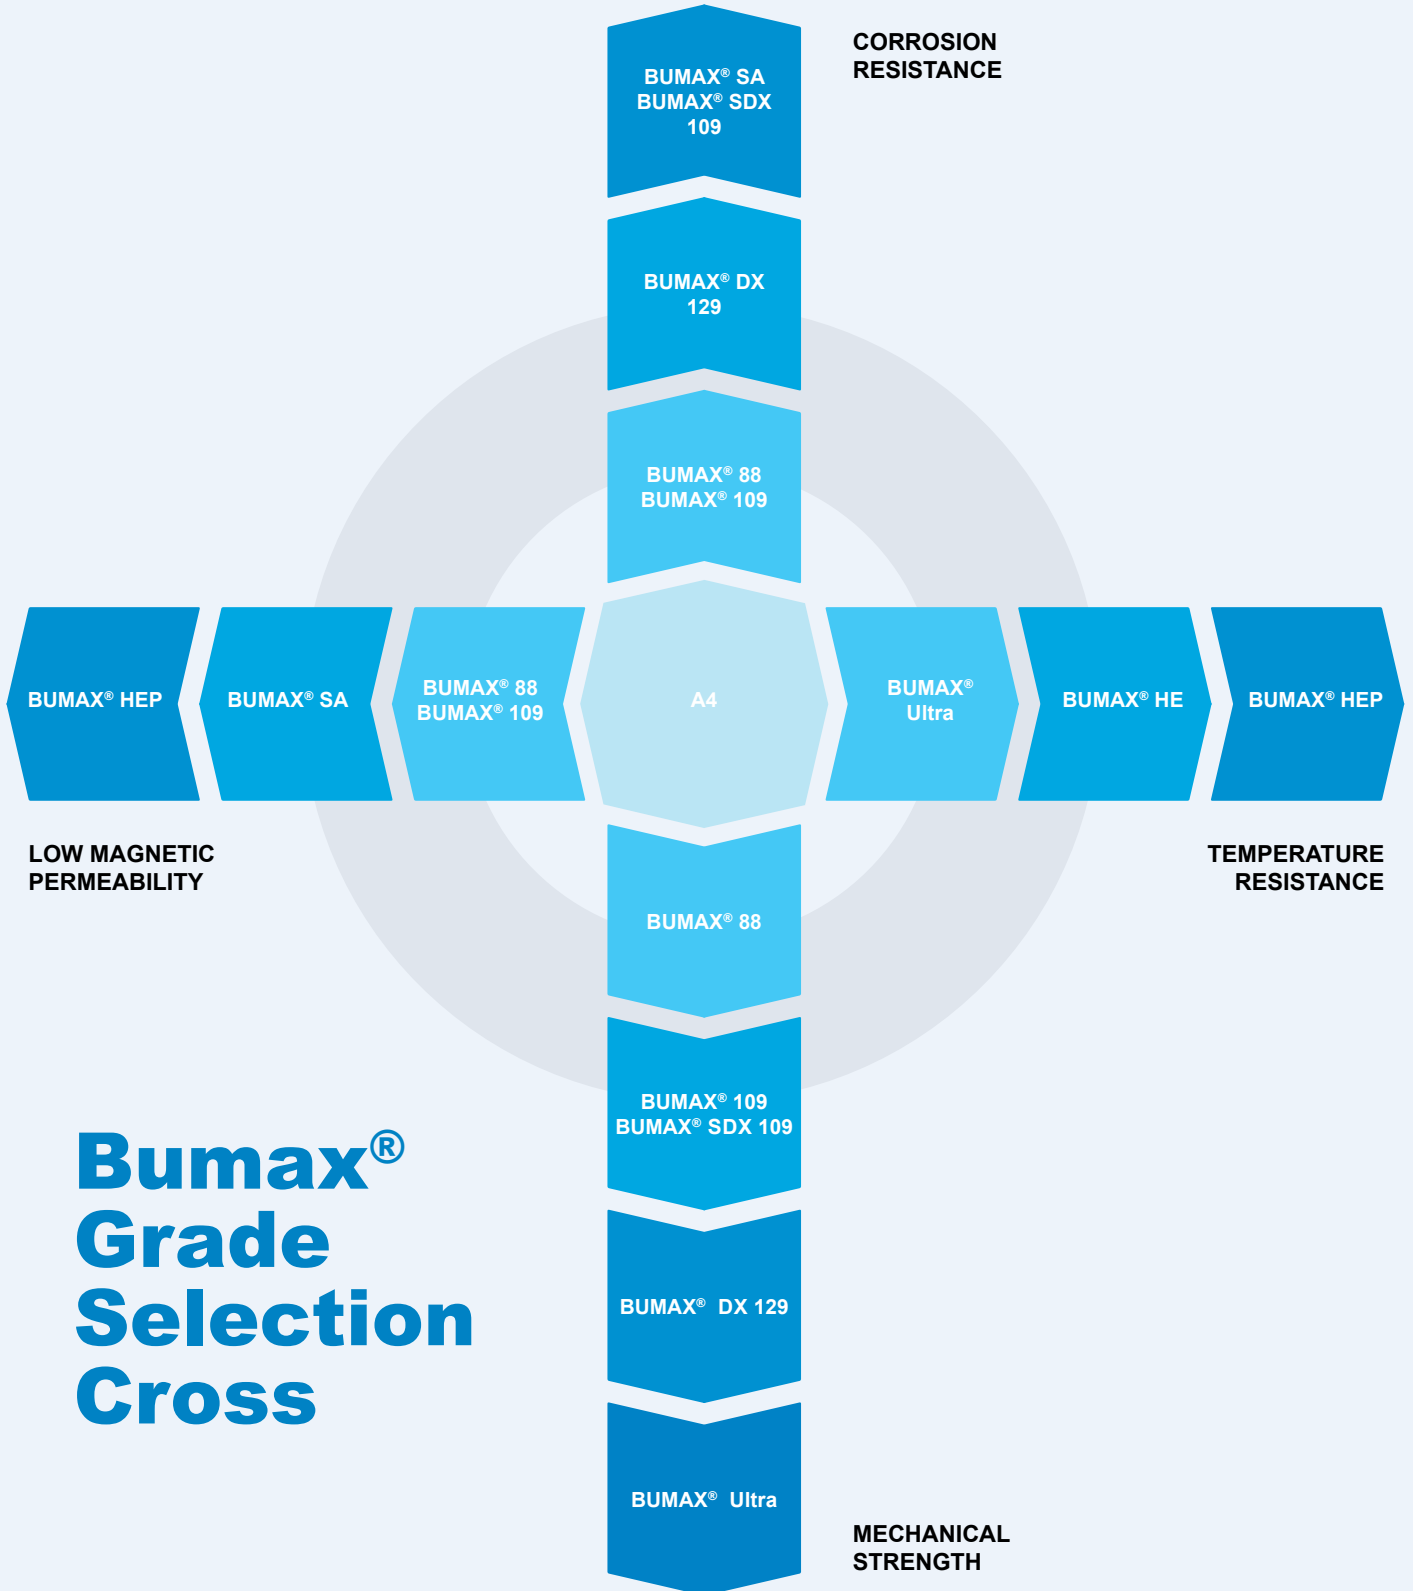 CORROSION
RESISTANCE
BUMAX® SA
BUMAX® SDX
109
BUMAX® DX
129
BUMAX® 88
BUMAX® 109
BUMAX® HEP
BUMAX® SA
BUMAX® 88
BUMAX® 109
A4
BUMAX®
Ultra
BUMAX® HE
BUMAX® HEP
LOW MAGNETIC
PERMEABILITY
TEMPERATURE
RESISTANCE
BUMAX® 88
BUMAX® 109
BUMAX® SDX 109
BUMAX® DX 129
BUMAX® Ultra
Bumax®
Grade
Selection
Cross
MECHANICAL
STRENGTH